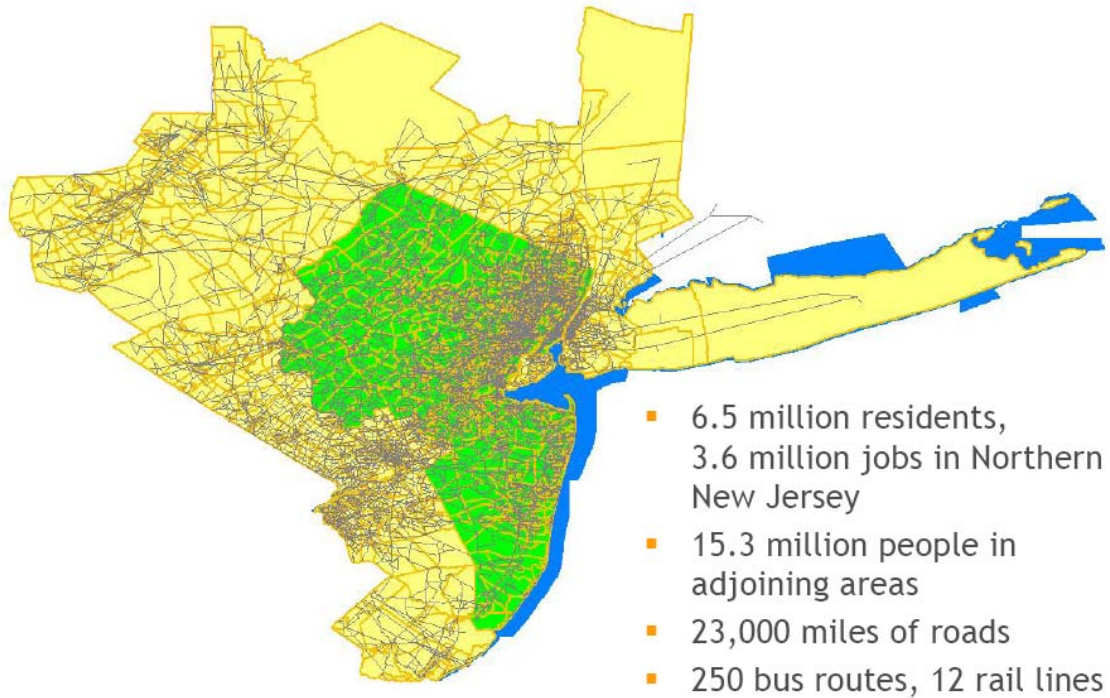 ▪ 6.5 million residents,
3.6 million jobs in Northern
New Jersey
▪ 15.3 million people in
adjoining areas
▪ 23,000 miles of roads
▪ 250 bus routes, 12 rail lines